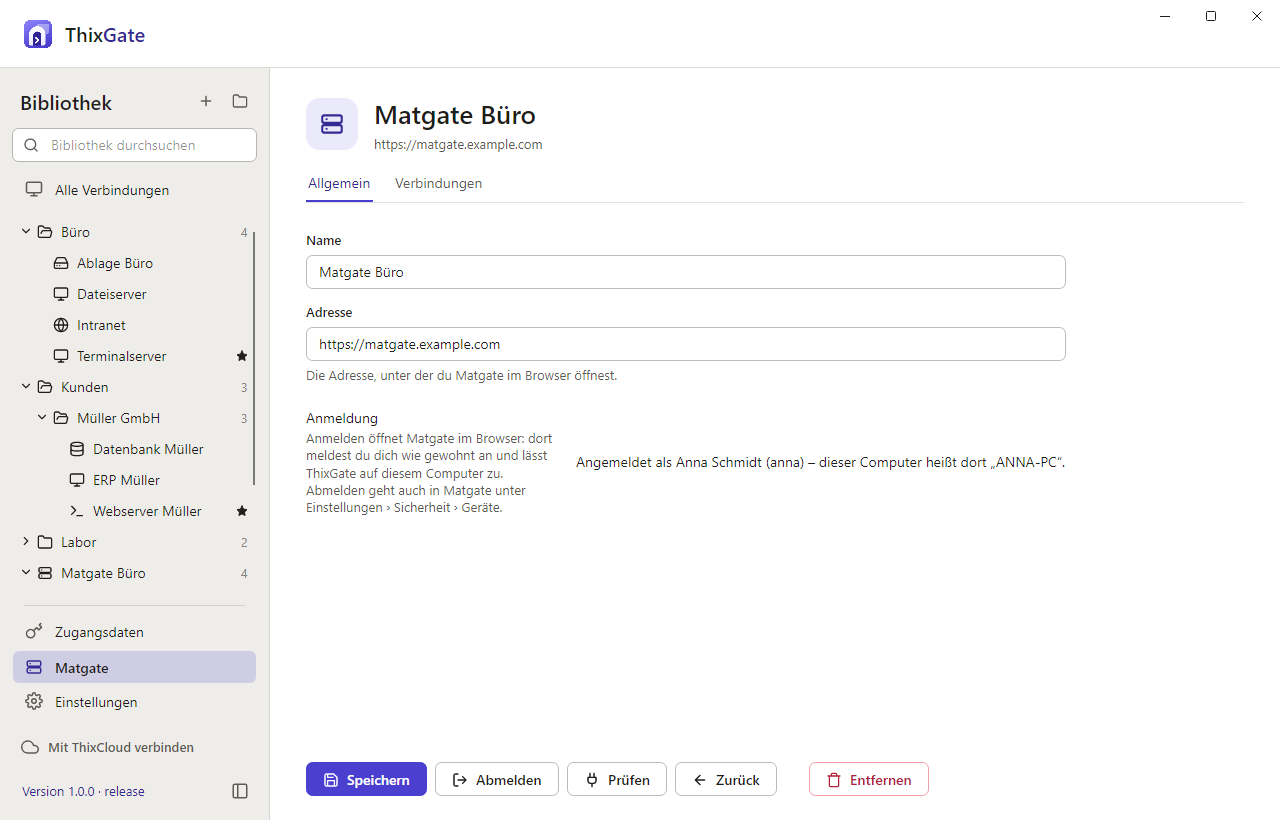 ThixGate
Bibliothek
Bibliothek durchsuchen
Alle Verbindungen
Büro 4
Ablage Büro
Dateiserver
Intranet
Terminalserver
Kunden 3
Müller GmbH 3
Datenbank Müller
ERP Müller
Webserver Müller
Labor 2
Matgate Büro 4
Zugangsdaten
Matgate
Einstellungen
Mit ThixCloud verbinden
Version 1.0.0 · release
Matgate Büro
https://matgate.example.com
Allgemein Verbindungen
Name
Matgate Büro
Adresse
https://matgate.example.com
Die Adresse, unter der du Matgate im Browser öffnest.
Anmeldung
Anmelden öffnet Matgate im Browser: dort
meldest du dich wie gewohnt an und lässt
ThixGate auf diesem Computer zu.
Abmelden geht auch in Matgate unter
Einstellungen › Sicherheit › Geräte.
Angemeldet als Anna Schmidt (anna) – dieser Computer heißt dort „ANNA-PC“.
Speichern Abmelden Prüfen Zurück Entfernen